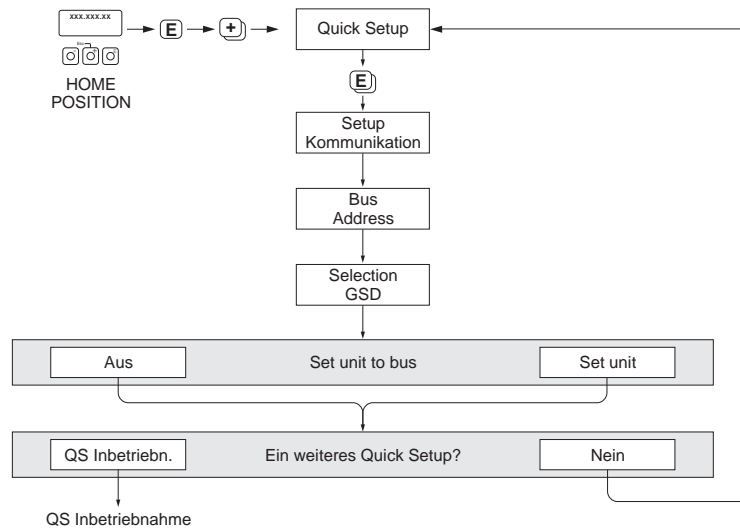 xxx.xxx.xx
Esc
E
+
Quick Setup
HOME
POSITION
E
Setup
Kommunikation
Bus
Address
Selection
GSD
Aus
Set unit to bus
Set unit
QS Inbetriebn.
Ein weiteres Quick Setup?
Nein
QS Inbetriebnahme